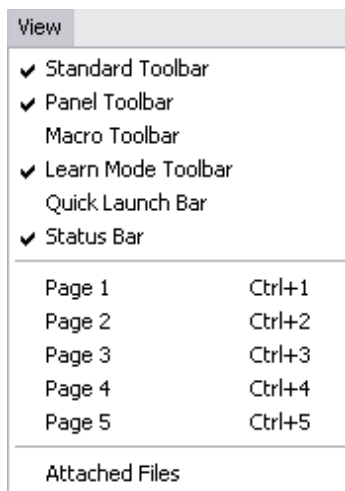 View
Standard Toolbar
Panel Toolbar
Macro Toolbar
Learn Mode Toolbar
Quick Launch Bar
Status Bar
Page 1 Ctrl+1
Page 2 Ctrl+2
Page 3 Ctrl+3
Page 4 Ctrl+4
Page 5 Ctrl+5
Attached Files